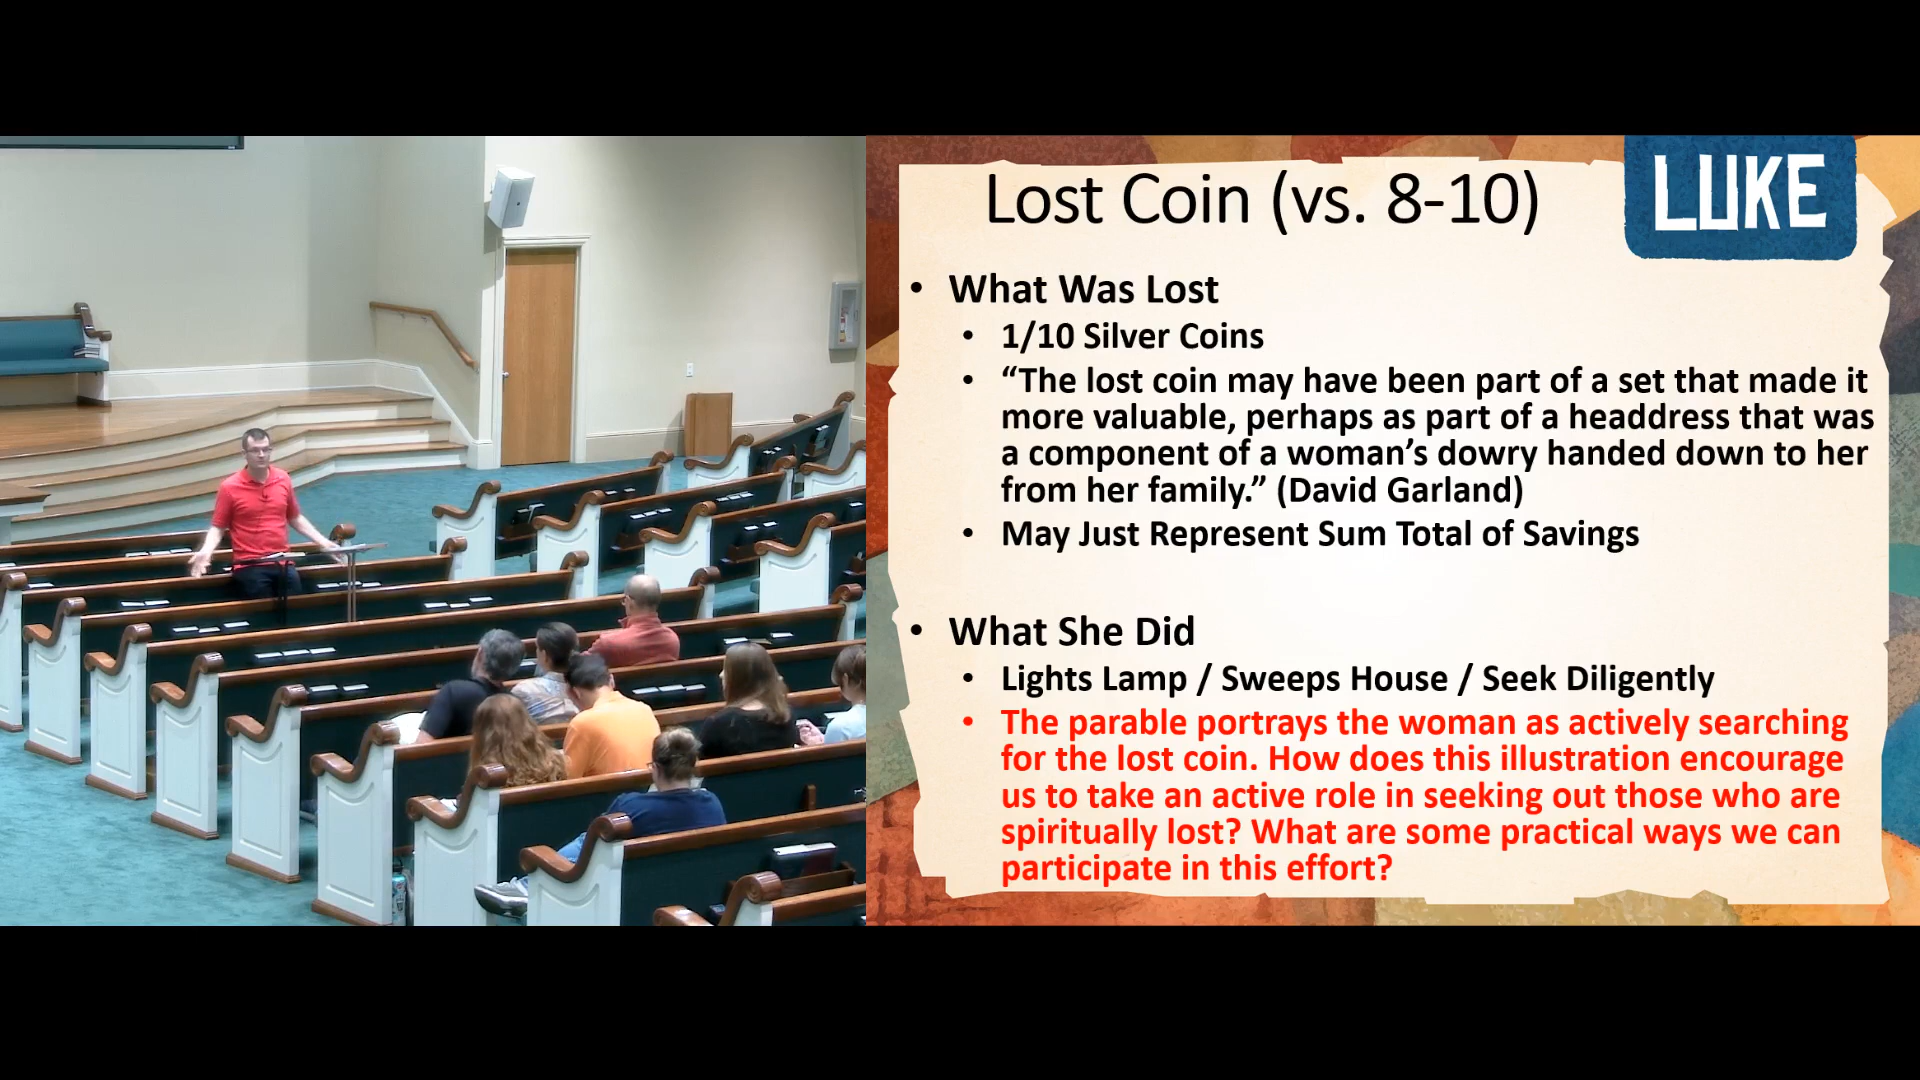 Lost Coin (vs. 8-10)
LUKE
• What Was Lost
• 1/10 Silver Coins
• “The lost coin may have been part of a set that made it
more valuable, perhaps as part of a headdress that was
a component of a woman’s dowry handed down to her
from her family.” (David Garland)
• May Just Represent Sum Total of Savings
• What She Did
• Lights Lamp / Sweeps House / Seek Diligently
• The parable portrays the woman as actively searching
for the lost coin. How does this illustration encourage
us to take an active role in seeking out those who are
spiritually lost? What are some practical ways we can
participate in this effort?